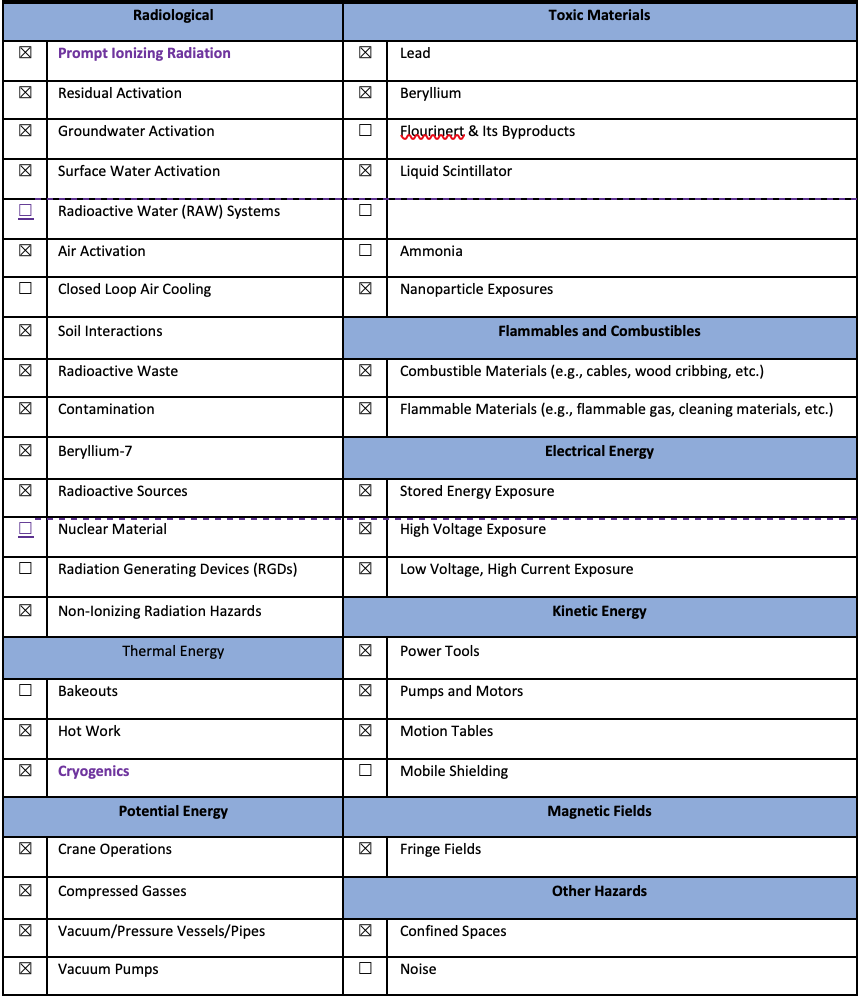 Radiological
Toxic Materials
☒ Prompt Ionizing Radiation
☒ Lead
☒ Residual Activation
☒ Beryllium
☒ Groundwater Activation
☐ Flourinert & Its Byproducts
☒ Surface Water Activation
☒ Liquid Scintillator
☐ Radioactive Water (RAW) Systems
☐
☒ Air Activation
☐ Ammonia
☐ Closed Loop Air Cooling
☒ Nanoparticle Exposures
☒ Soil Interactions
Flammables and Combustibles
☒ Radioactive Waste
☒ Combustible Materials (e.g., cables, wood cribbing, etc.)
☒ Contamination
☒ Flammable Materials (e.g., flammable gas, cleaning materials, etc.)
☒ Beryllium-7
Electrical Energy
☒ Radioactive Sources
☒ Stored Energy Exposure
☐ Nuclear Material
☒ High Voltage Exposure
☐ Radiation Generating Devices (RGDs)
☒ Low Voltage, High Current Exposure
☒ Non-Ionizing Radiation Hazards
Kinetic Energy
Thermal Energy
☒ Power Tools
☐ Bakeouts
☒ Pumps and Motors
☒ Hot Work
☒ Motion Tables
☒ Cryogenics
☐ Mobile Shielding
Potential Energy
Magnetic Fields
☒ Crane Operations
☒ Fringe Fields
☒ Compressed Gasses
Other Hazards
☒ Vacuum/Pressure Vessels/Pipes
☒ Confined Spaces
☒ Vacuum Pumps
☐ Noise